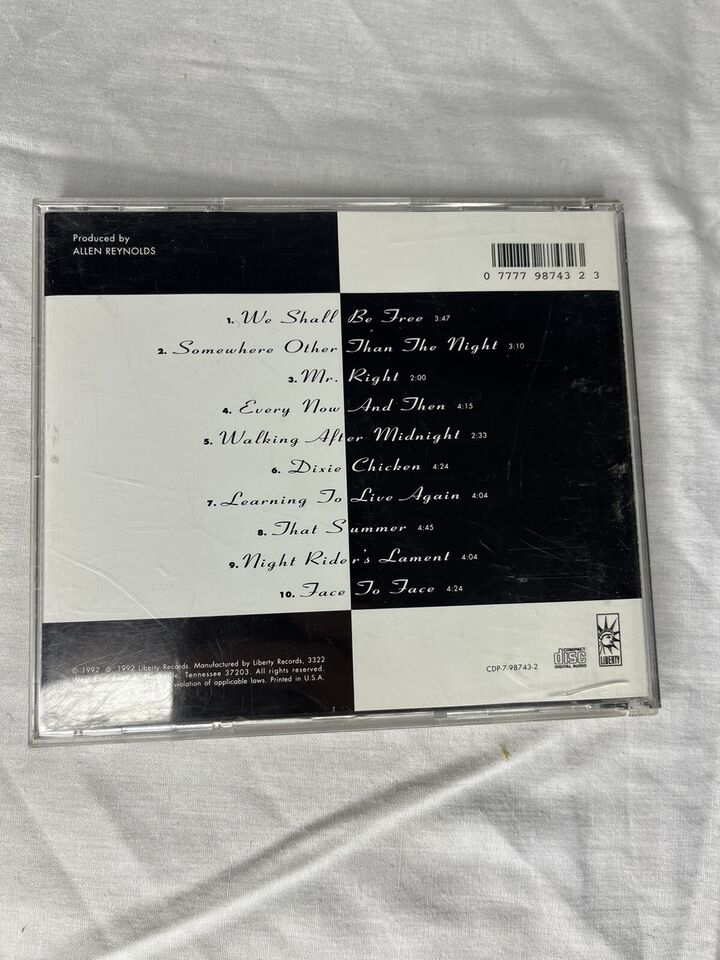 Produced by
ALLEN REYNOLDS
0 7777 98743 2 3
1. We Shall Be Free 3:47
2. Somewhere Other Than The Night 3:10
3. Mr. Right 2:00
4. Every Now And Then 4:15
5. Walking After Midnight 2:33
6. Dixie Chicken 4:24
7. Learning To Live Again 4:04
8. That Summer 4:45
9. Night Rider's Lament 4:04
10. Face To Face 4:24
© 1992 ℗ 1992 Liberty Records. Manufactured by Liberty Records, 3322
Tennessee 37203. All rights reserved.
violation of applicable laws. Printed in U.S.A.
CDP-7-98743-2
COMPACT
disc
DIGITAL AUDIO
LIBERTY